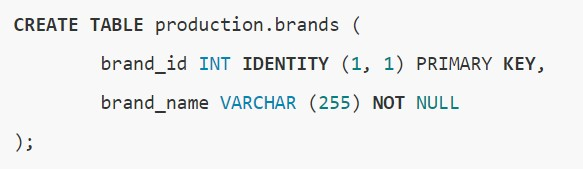 CREATE TABLE production.brands (
brand_id INT IDENTITY (1, 1) PRIMARY KEY,
brand_name VARCHAR (255) NOT NULL
);